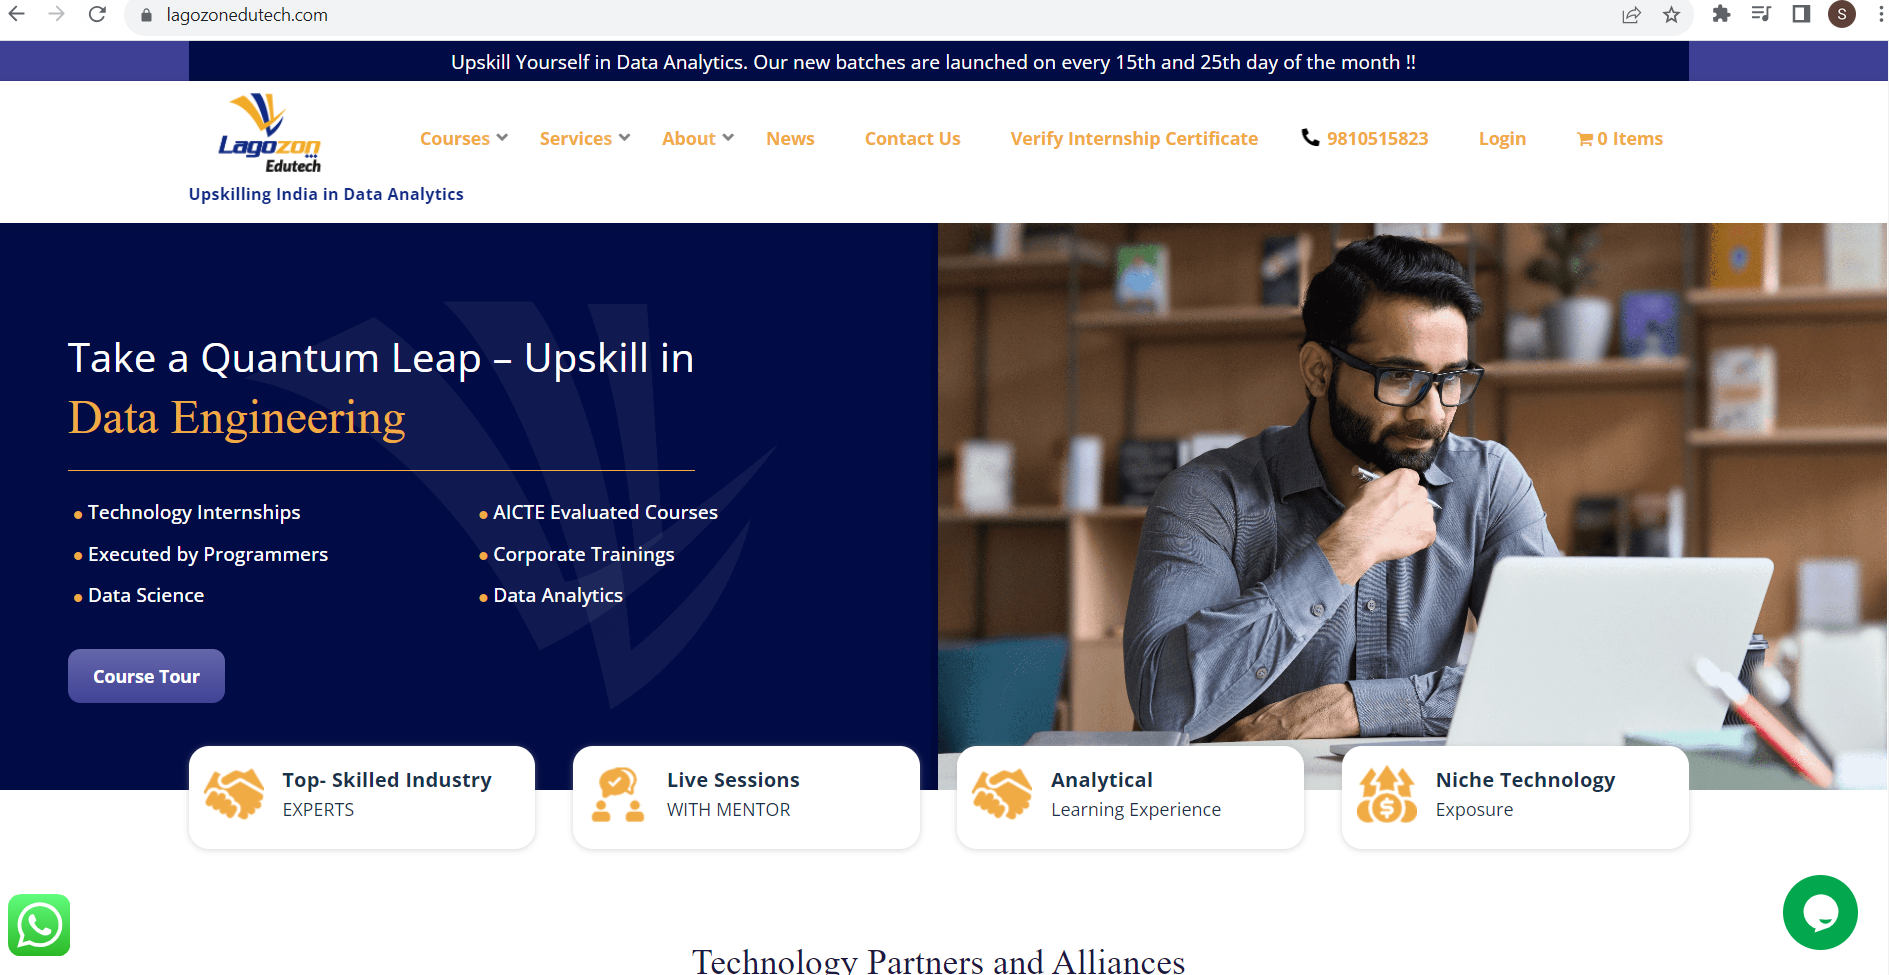 lagozonedutech.com
S
Upskill Yourself in Data Analytics. Our new batches are launched on every 15th and 25th day of the month !!
Lagozon
Edutech
Upskilling India in Data Analytics
Courses Services About News Contact Us Verify Internship Certificate 9810515823 Login 0 Items
Take a Quantum Leap – Upskill in
Data Engineering
Technology Internships
Executed by Programmers
Data Science
AICTE Evaluated Courses
Corporate Trainings
Data Analytics
Course Tour
Top- Skilled Industry
EXPERTS
Live Sessions
WITH MENTOR
Analytical
Learning Experience
Niche Technology
Exposure
Technology Partners and Alliances